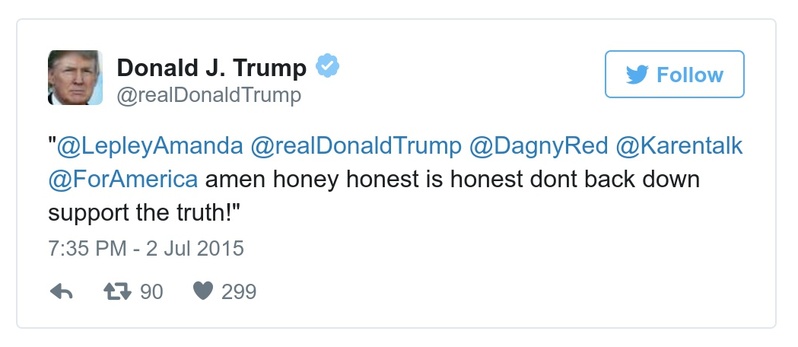 Donald J. Trump
@realDonaldTrump
Follow
"@LepleyAmanda @realDonaldTrump @DagnyRed @Karentalk
@ForAmerica amen honey honest is honest dont back down
support the truth!"
7:35 PM - 2 Jul 2015
90 299